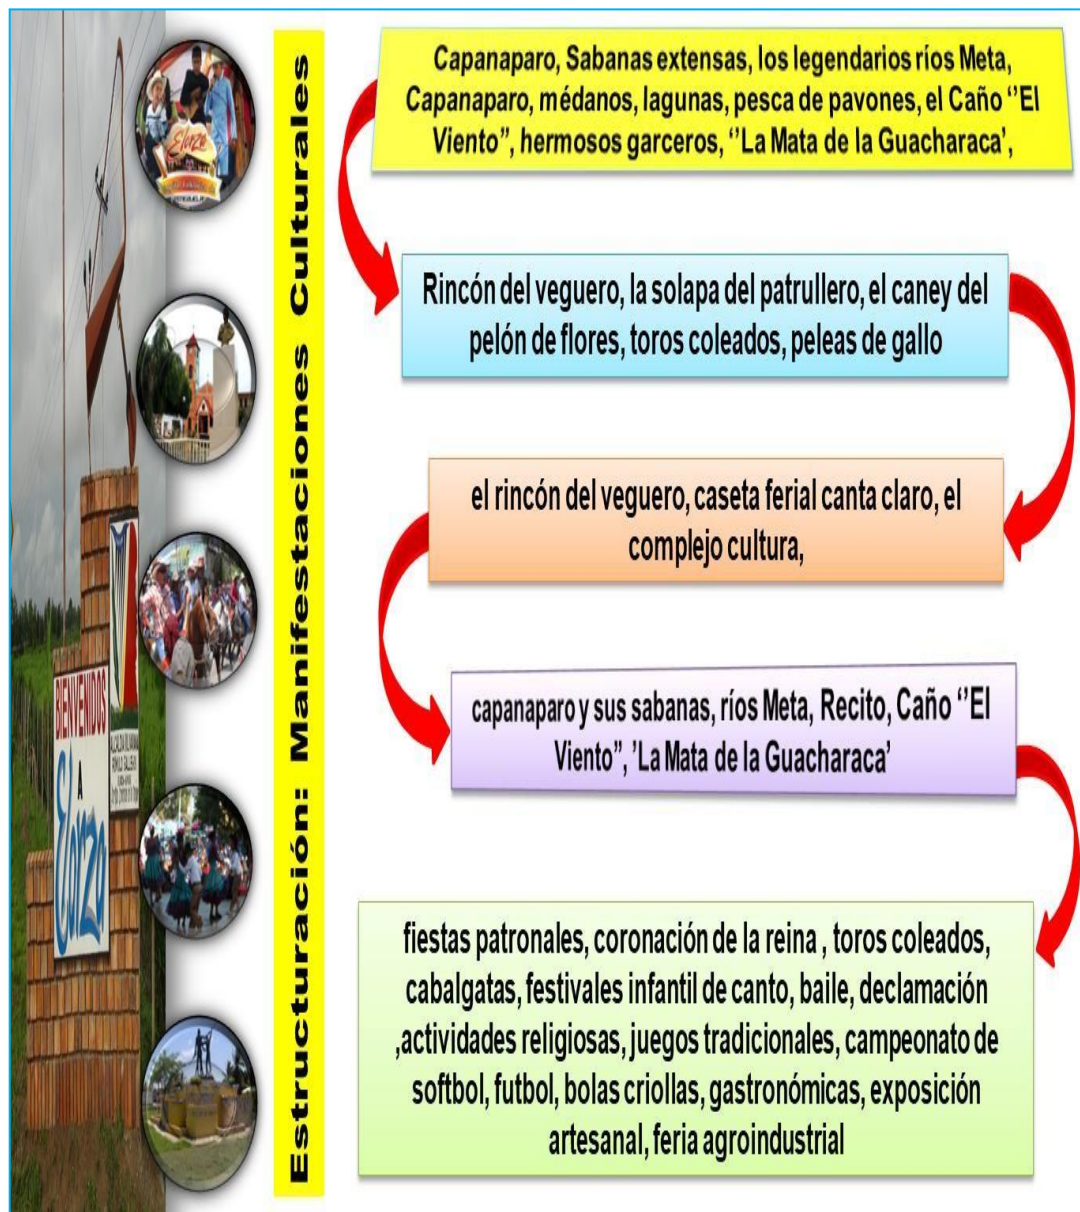 Estructuración: Manifestaciones Culturales
Capanaparo, Sabanas extensas, los legendarios ríos Meta,
Capanaparo, médanos, lagunas, pesca de pavones, el Caño ‘’El
Viento”, hermosos garceros, ‘’La Mata de la Guacharaca’,
Rincón del veguero, la solapa del patrullero, el caney del
pelón de flores, toros coleados, peleas de gallo
el rincón del veguero, caseta ferial canta claro, el
complejo cultura,
capanaparo y sus sabanas, ríos Meta, Recito, Caño ‘’El
Viento”, ’La Mata de la Guacharaca’
fiestas patronales, coronación de la reina , toros coleados,
cabalgatas, festivales infantil de canto, baile, declamación
,actividades religiosas, juegos tradicionales, campeonato de
softbol, futbol, bolas criollas, gastronómicas, exposición
artesanal, feria agroindustrial
BIENVENIDOS
A
Elorza
Elorza